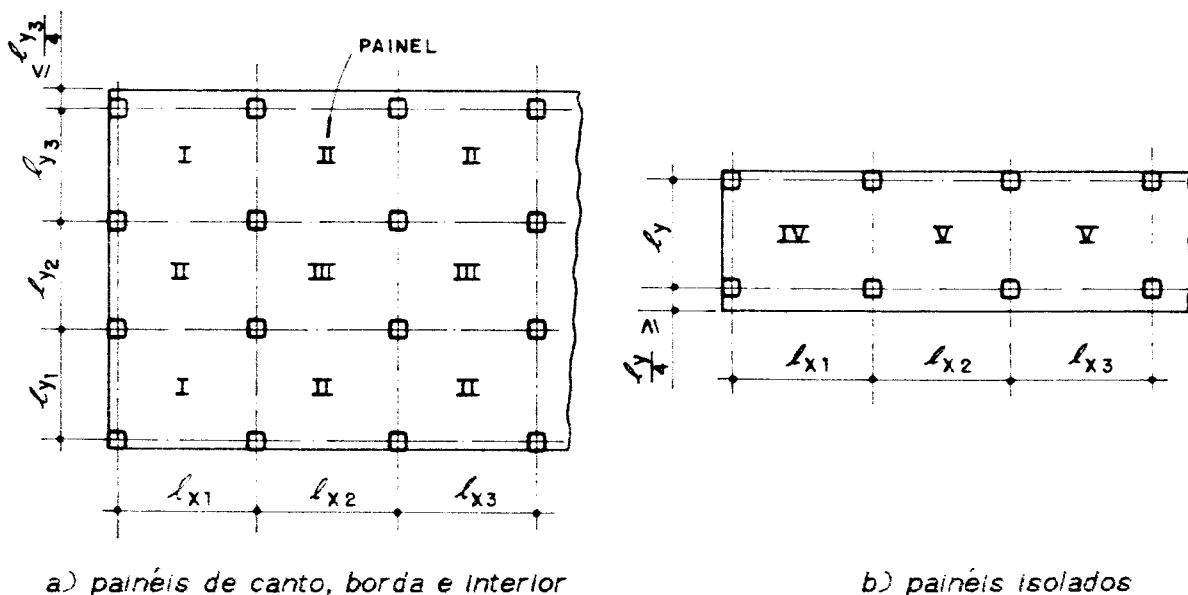 ≤ ly3/4
PAINEL
ly3
I II II
ly2
II III III
ly1
I II II
lx1 lx2 lx3
a) painéis de canto, borda e interior
ly
IV V V
≤ ly/4
lx1 lx2 lx3
b) painéis isolados